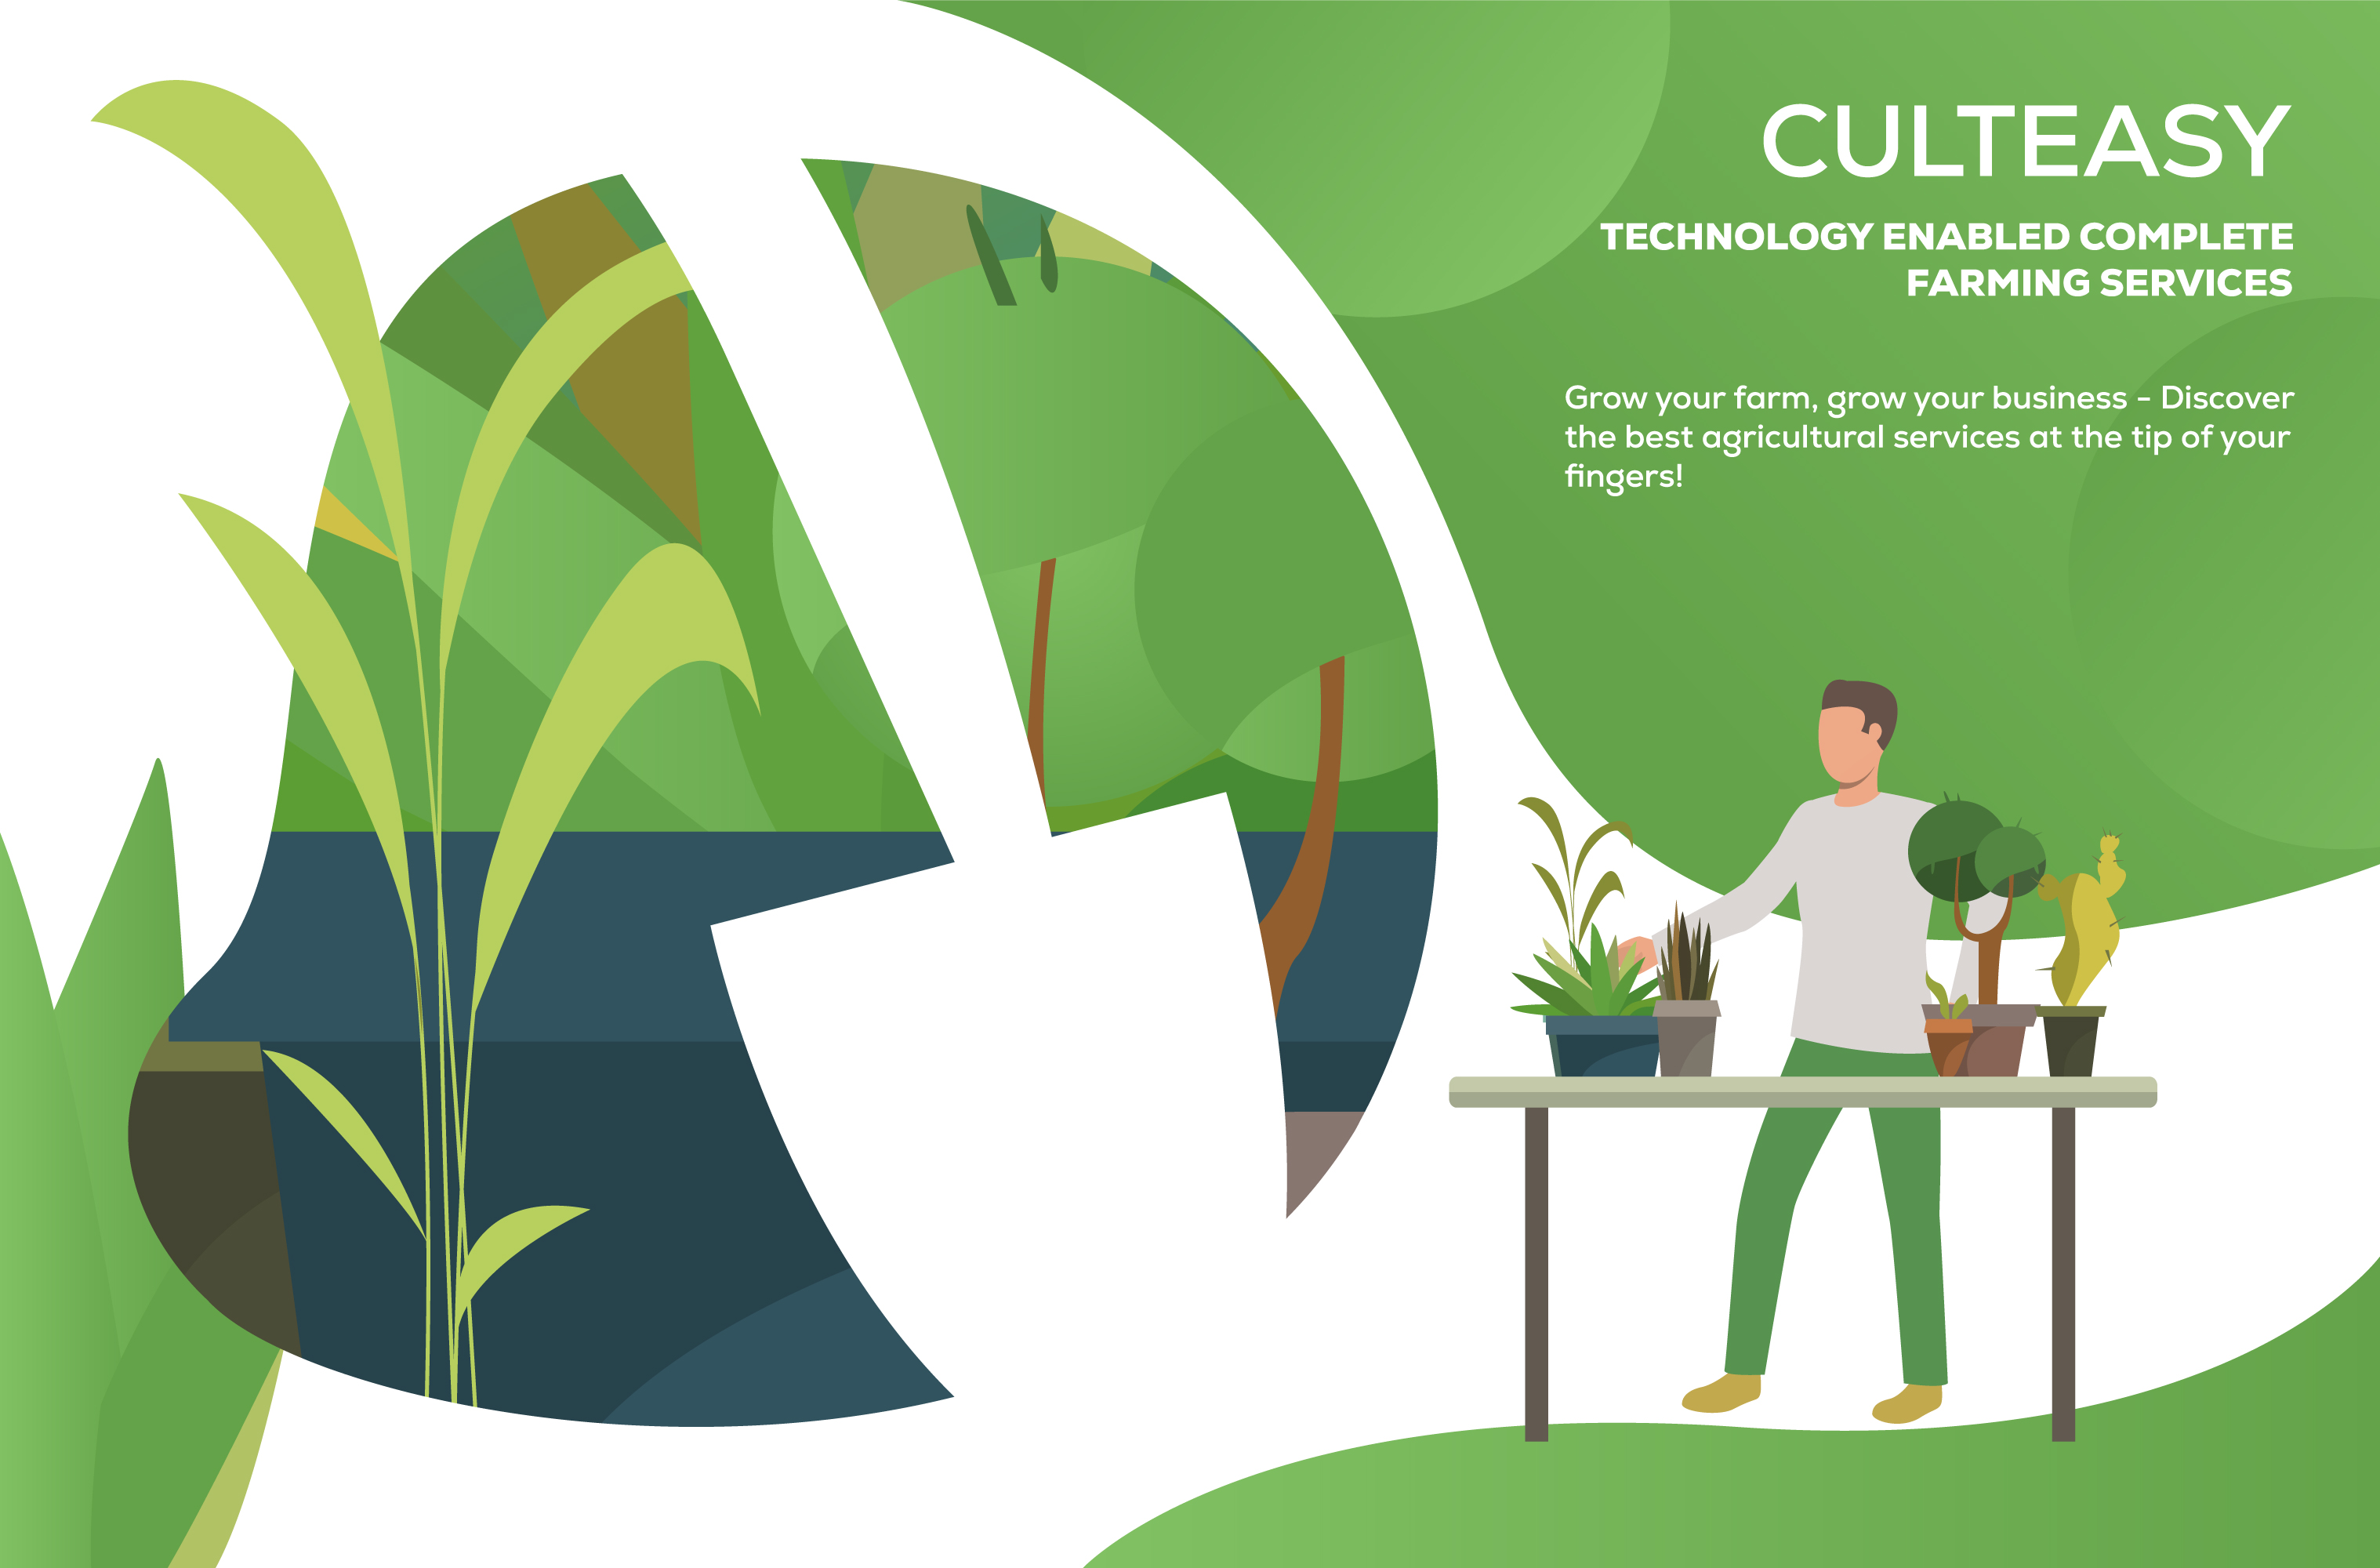 CULTEASY
TECHNOLOGY ENABLED COMPLETE
FARMING SERVICES
Grow your farm, grow your business – Discover
the best agricultural services at the tip of your
fingers!